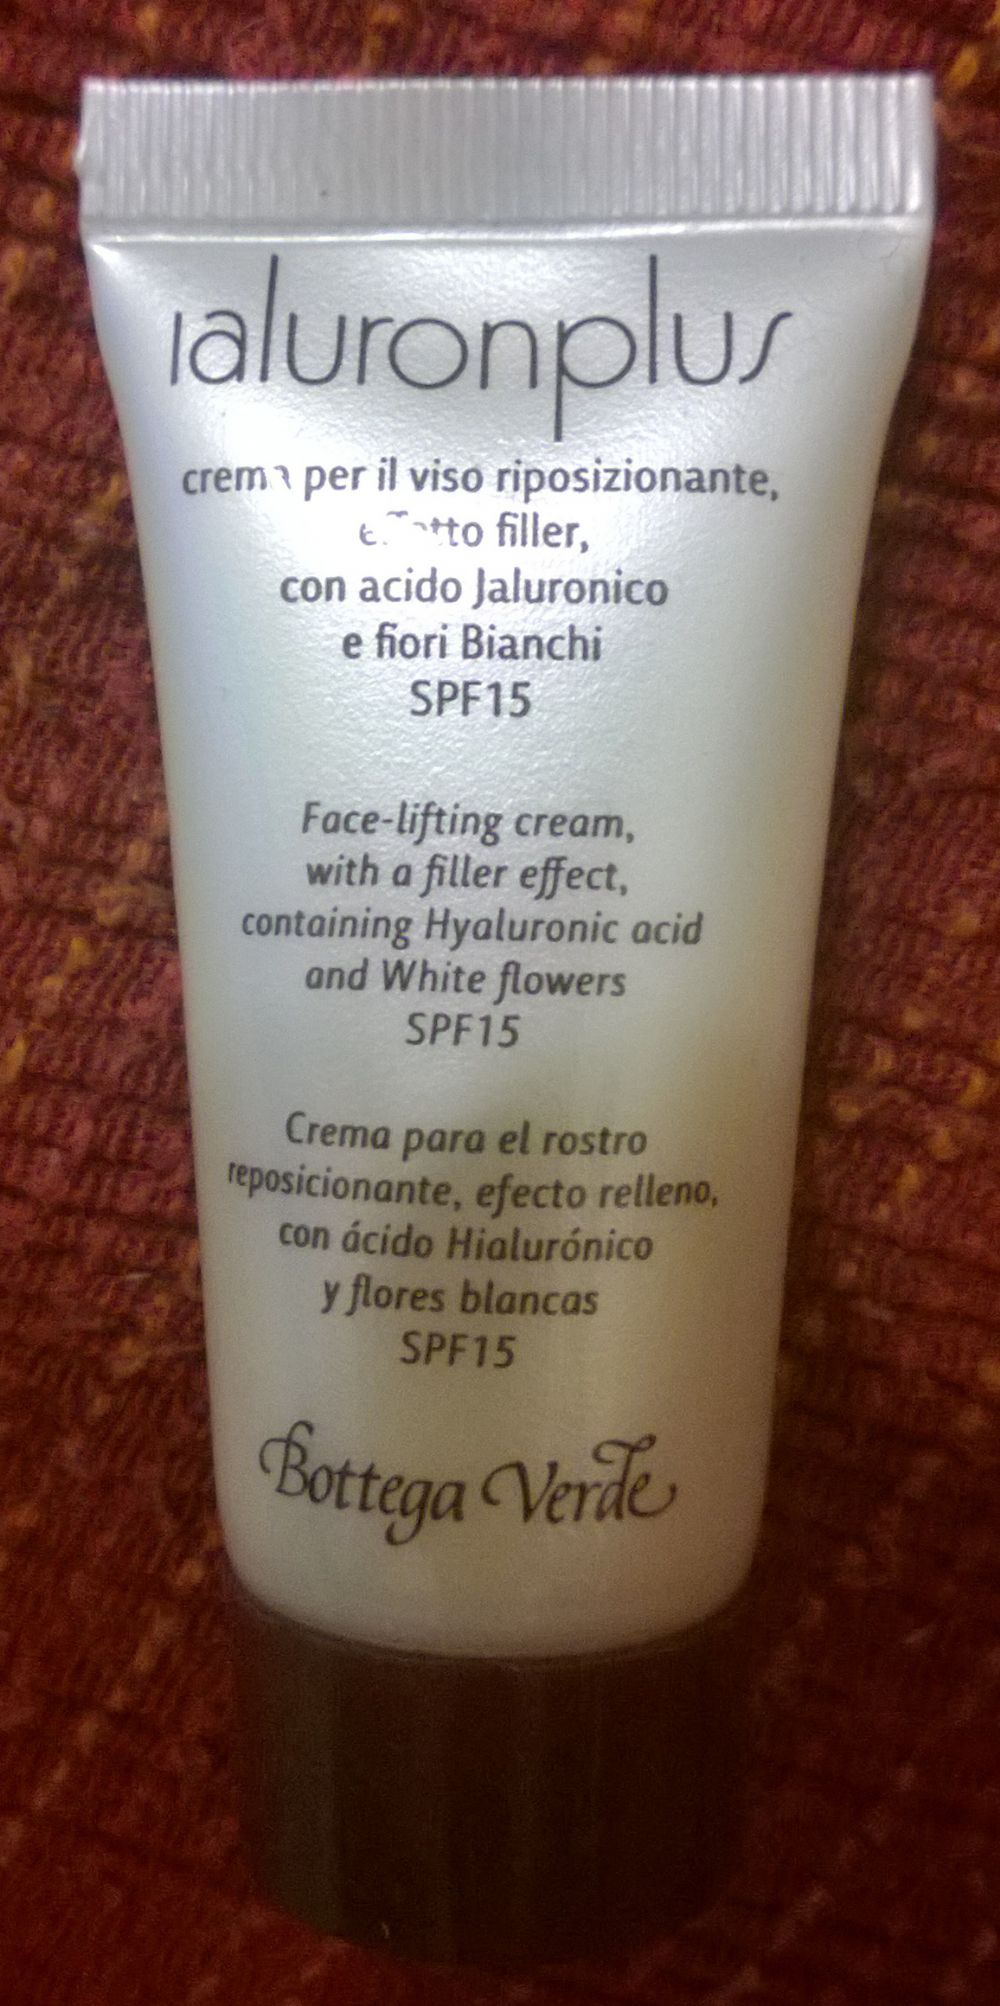 ialuronplus
crema per il viso riposizionante,
effetto filler,
con acido Jaluronico
e fiori Bianchi
SPF15
Face-lifting cream,
with a filler effect,
containing Hyaluronic acid
and White flowers
SPF15
Crema para el rostro
reposicionante, efecto relleno,
con ácido Hialurónico
y flores blancas
SPF15
Bottega Verde